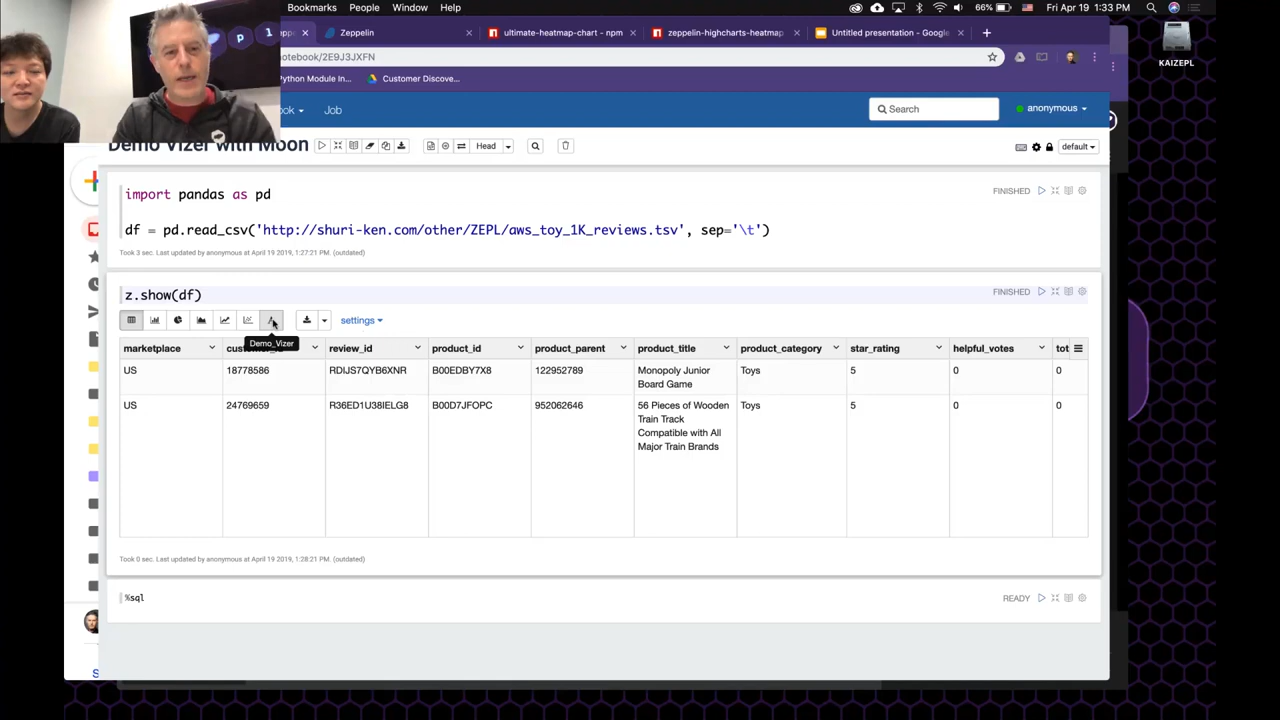 Bookmarks People Window Help
66% Fri Apr 19 1:33 PM
Zeppelin ultimate-heatmap-chart - npm zeppelin-highcharts-heatmap- Untitled presentation - Google
notebook/2E9J3JXFN
Python Module In... Customer Discove...
Job Search anonymous
Demo Vizer with Moon Head default
KAIZEPL
import pandas as pd FINISHED
df = pd.read_csv('http://shuri-ken.com/other/ZEPL/aws_toy_1K_reviews.tsv', sep='\t')
Took 3 sec. Last updated by anonymous at April 19 2019, 1:27:21 PM. (outdated)
z.show(df) FINISHED
settings
Demo_Vizer
marketplace review_id product_id product_parent product_title product_category star_rating helpful_votes tot
US 18778586 RDIJS7QYB6XNR B00EDBY7X8 122952789 Monopoly Junior Toys 5 0 0
Board Game
US 24769659 R36ED1U38IELG8 B00D7JFOPC 952062646 56 Pieces of Wooden Toys 5 0 0
Train Track
Compatible with All
Major Train Brands
Took 0 sec. Last updated by anonymous at April 19 2019, 1:28:21 PM. (outdated)
%sql READY